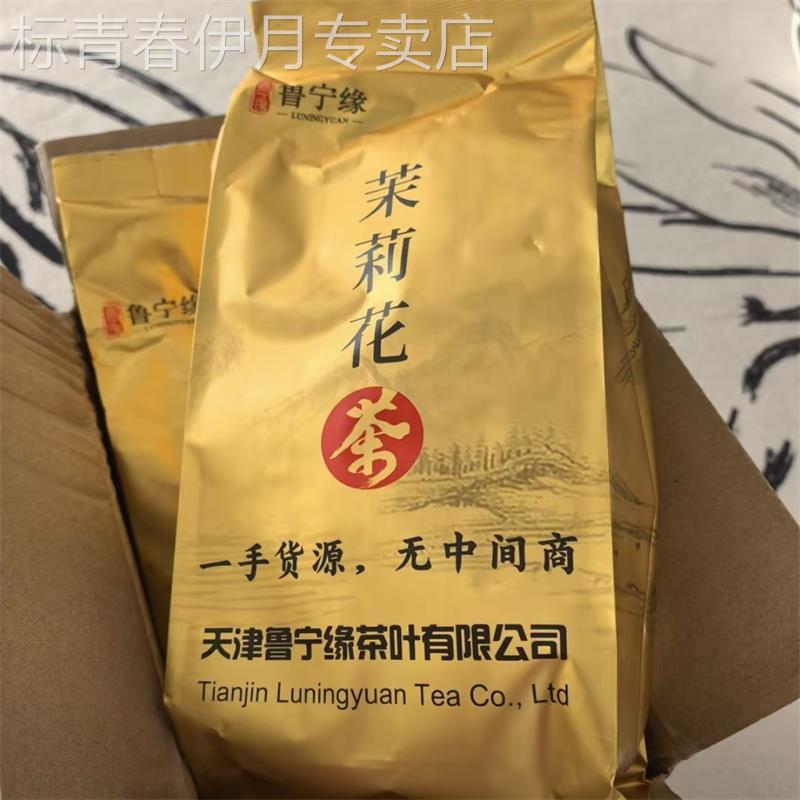 标青春伊月专卖店
鲁宁缘
LUNINGYUAN
茉莉花
茶
鲁宁缘
LUNINGYUAN
一手货源，无中间商
天津鲁宁缘茶叶有限公司
Tianjin Luningyuan Tea Co., Ltd